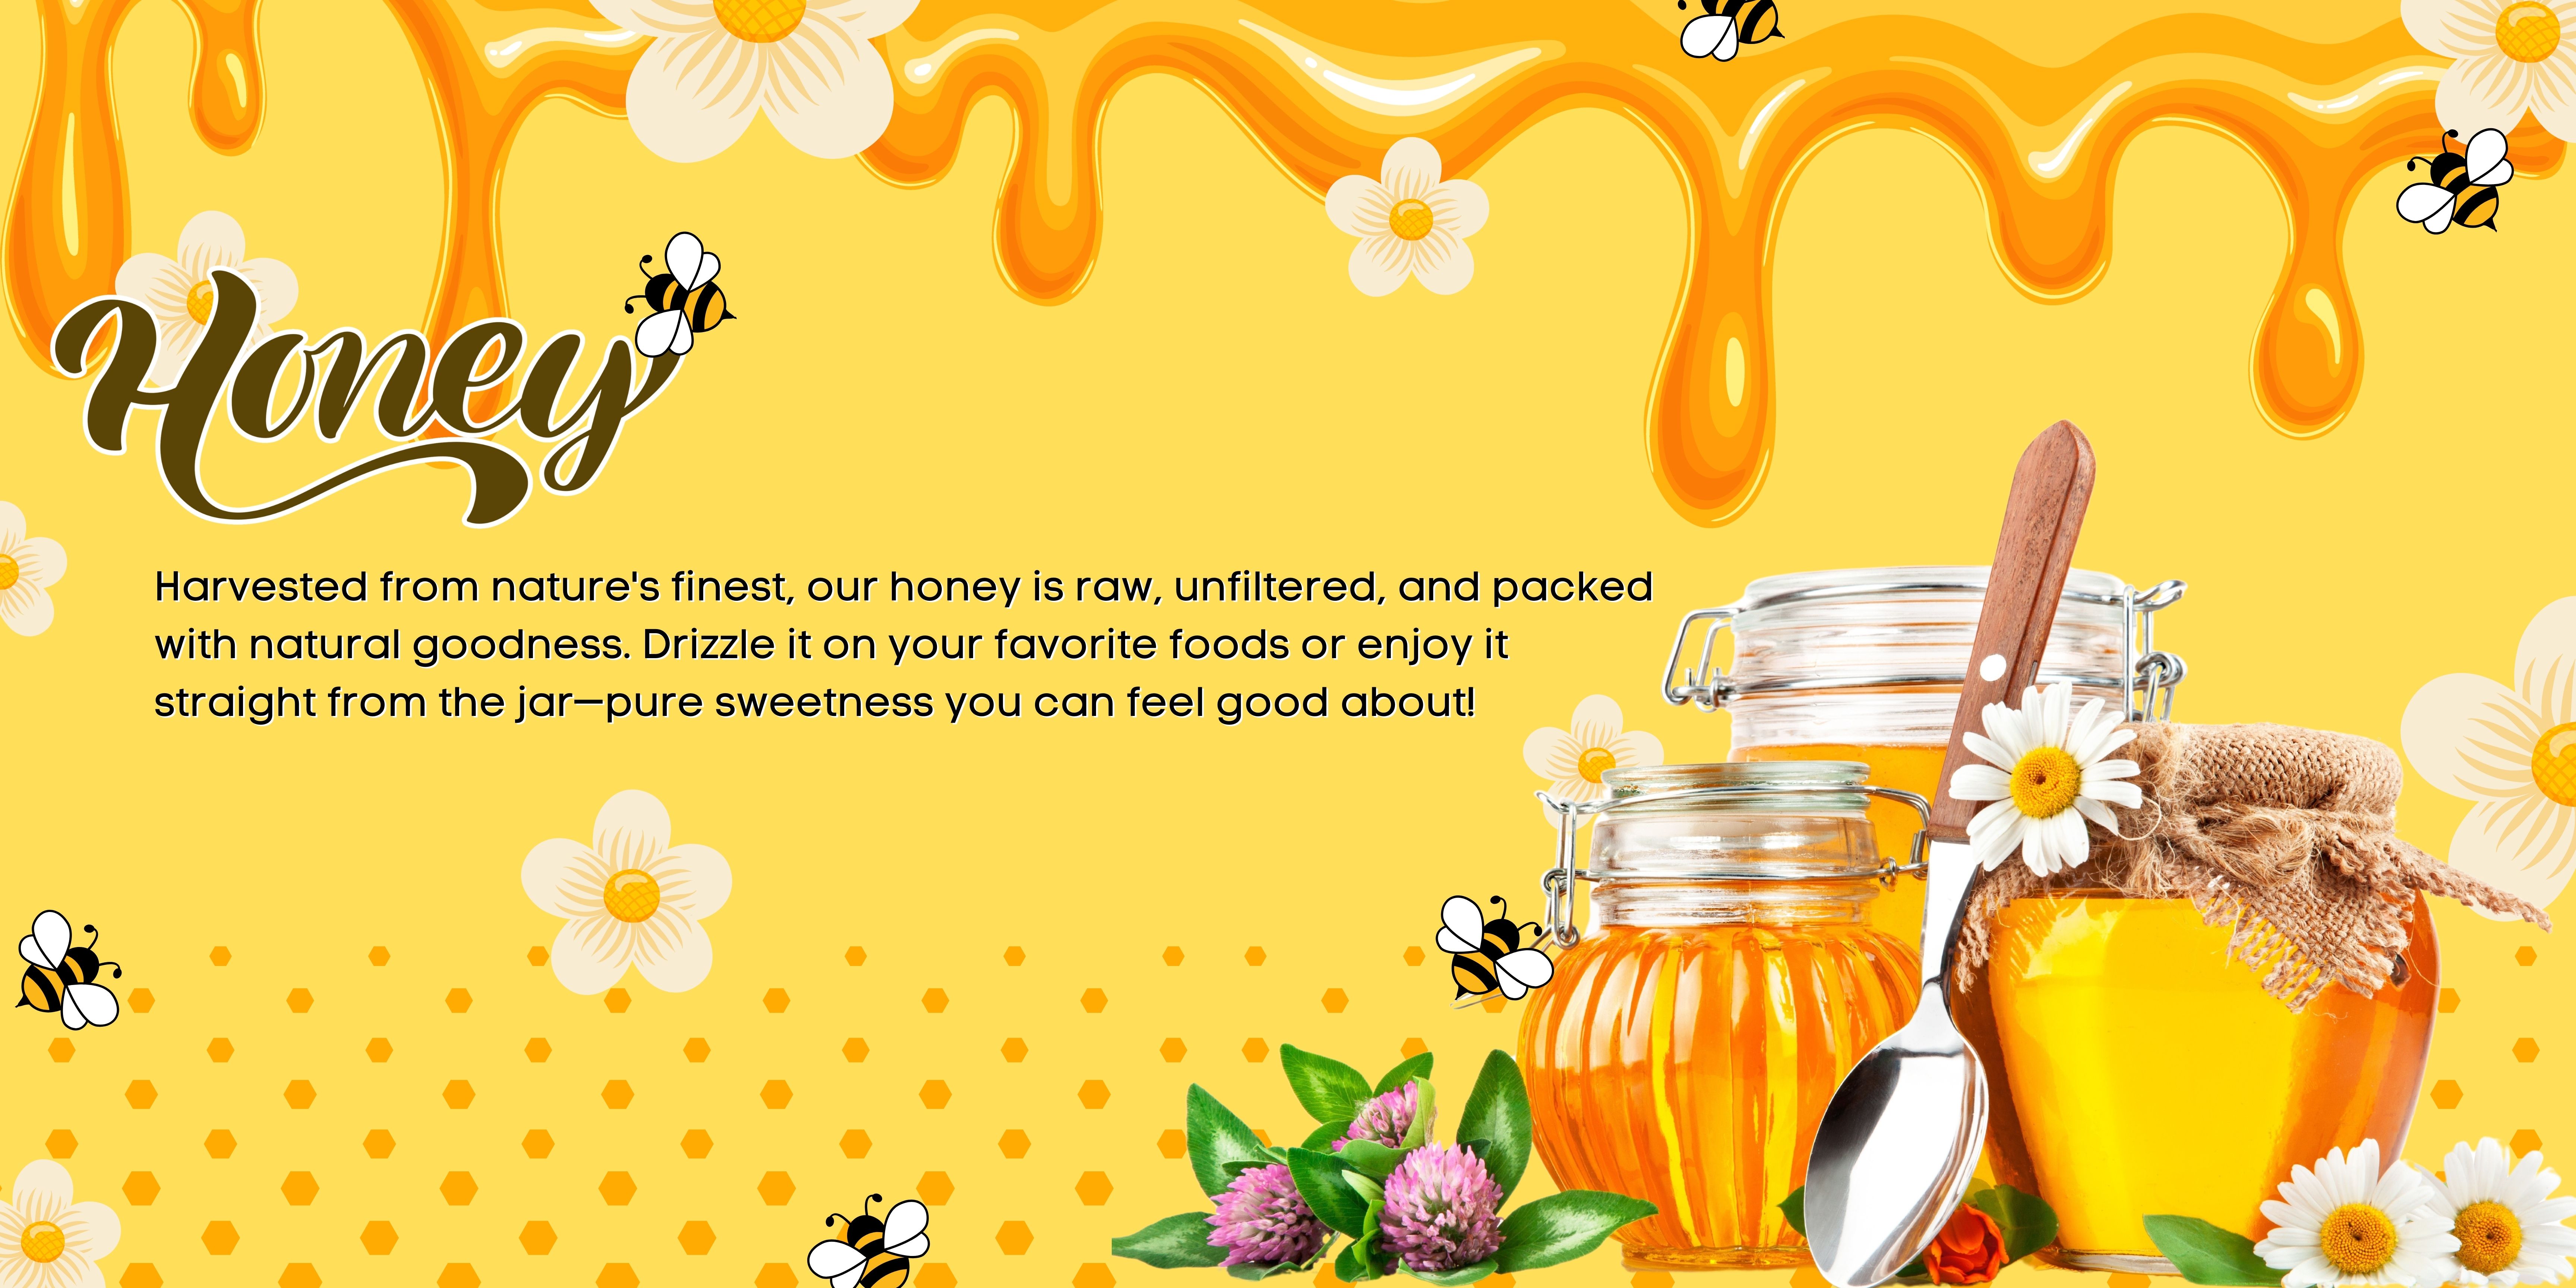 Honey
Harvested from nature's finest, our honey is raw, unfiltered, and packed
with natural goodness. Drizzle it on your favorite foods or enjoy it
straight from the jar—pure sweetness you can feel good about!